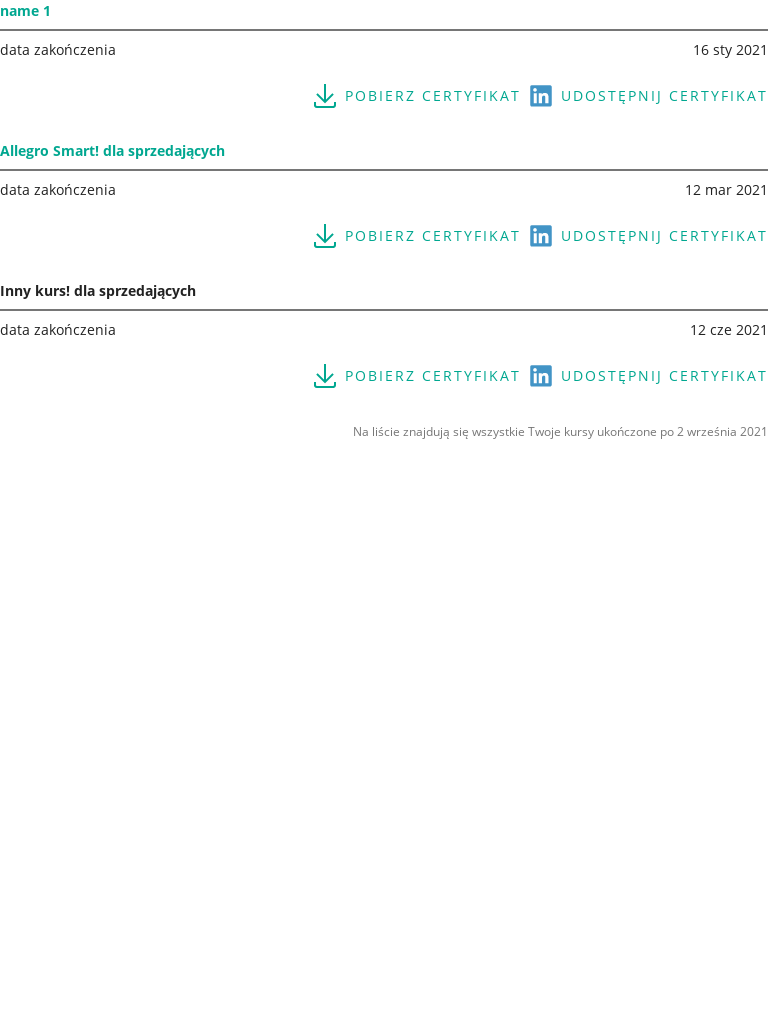 name 1
data zakończenia 16 sty 2021
POBIERZ CERTYFIKAT in UDOSTĘPNIJ CERTYFIKAT
Allegro Smart! dla sprzedających
data zakończenia 12 mar 2021
POBIERZ CERTYFIKAT in UDOSTĘPNIJ CERTYFIKAT
Inny kurs! dla sprzedających
data zakończenia 12 cze 2021
POBIERZ CERTYFIKAT in UDOSTĘPNIJ CERTYFIKAT
Na liście znajdują się wszystkie Twoje kursy ukończone po 2 września 2021